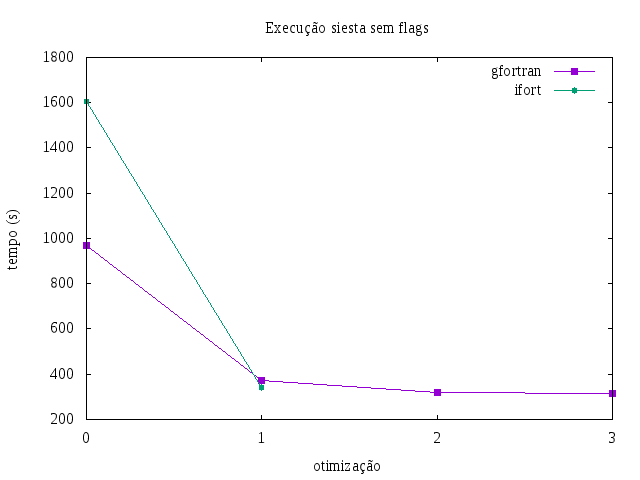 Execução siesta sem flags
gfortran
ifort
1800
1600
1400
1200
1000
800
600
400
200
tempo (s)
0 1 2 3
otimização